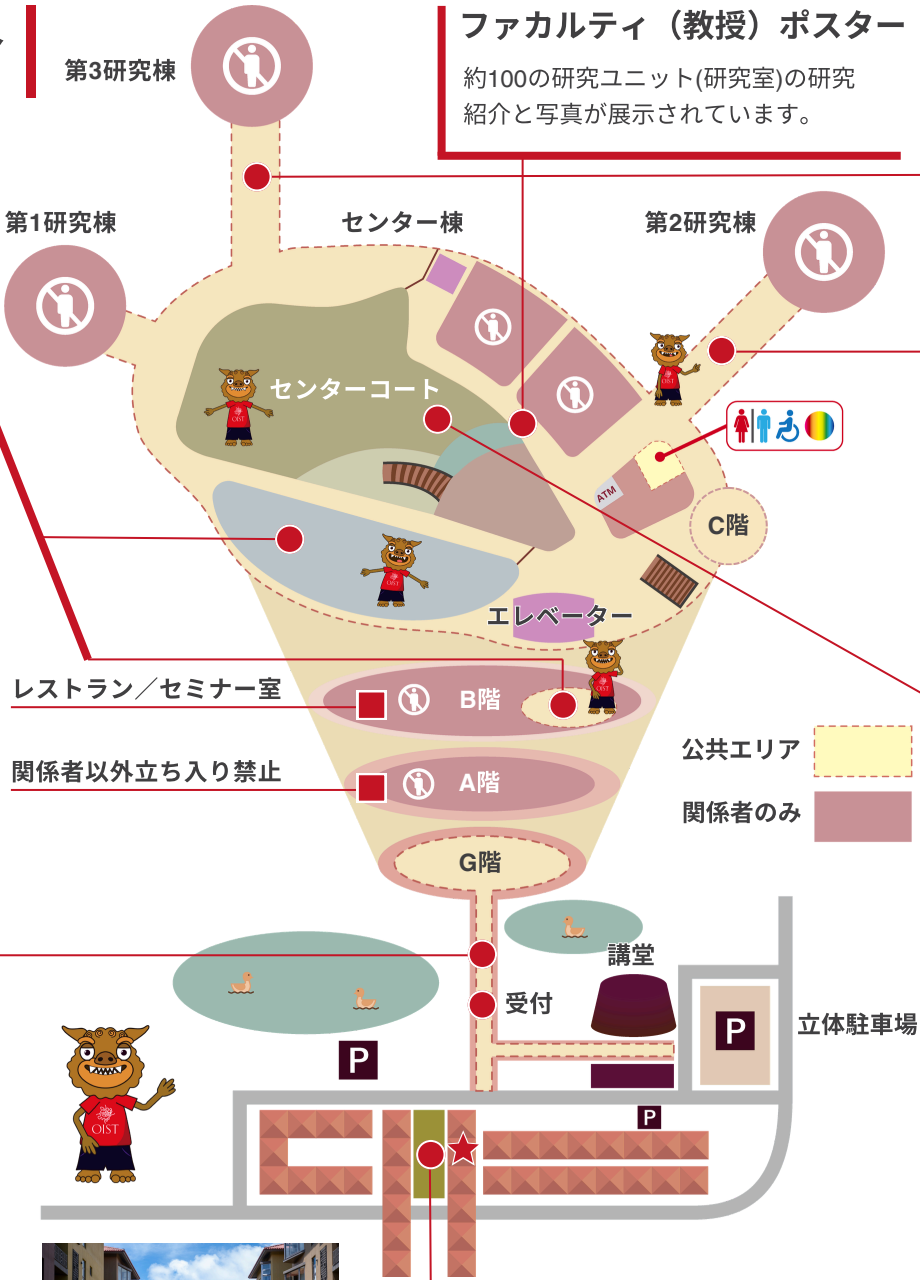 ファカルティ（教授）ポスター
約100の研究ユニット(研究室)の研究
紹介と写真が展示されています。
第3研究棟
第1研究棟
センター棟
第2研究棟
センターコート
OIST
OIST
ATM
C階
OIST
エレベーター
OIST
レストラン／セミナー室
B階
公共エリア
関係者以外立ち入り禁止
A階
関係者のみ
G階
講堂
受付
P
立体駐車場
P
P
OIST